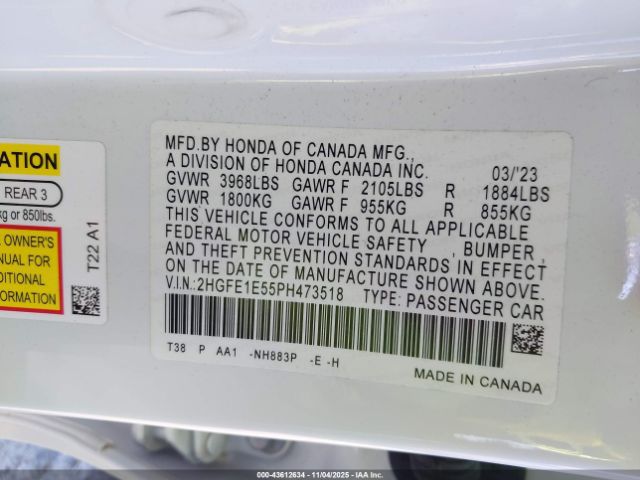 ATION
REAR 3
kg or 850lbs.
OWNER'S
NUAL FOR
DITIONAL
ORMATION.
T22 A1
MFD.BY HONDA OF CANADA MFG.,
A DIVISION OF HONDA CANADA INC. 03/'23
GVWR 3968LBS GAWR F 2105LBS R 1884LBS
GVWR 1800KG GAWR F 955KG R 855KG
THIS VEHICLE CONFORMS TO ALL APPLICABLE
FEDERAL MOTOR VEHICLE SAFETY , BUMPER ,
AND THEFT PREVENTION STANDARDS IN EFFECT
ON THE DATE OF MANUFACTURE SHOWN ABOVE.
V.I.N.:2HGFE1E55PH473518 TYPE: PASSENGER CAR
T38 P AA1 -NH883P -E -H
MADE IN CANADA
000-43612634 - 11/04/2025 - IAAI.CA